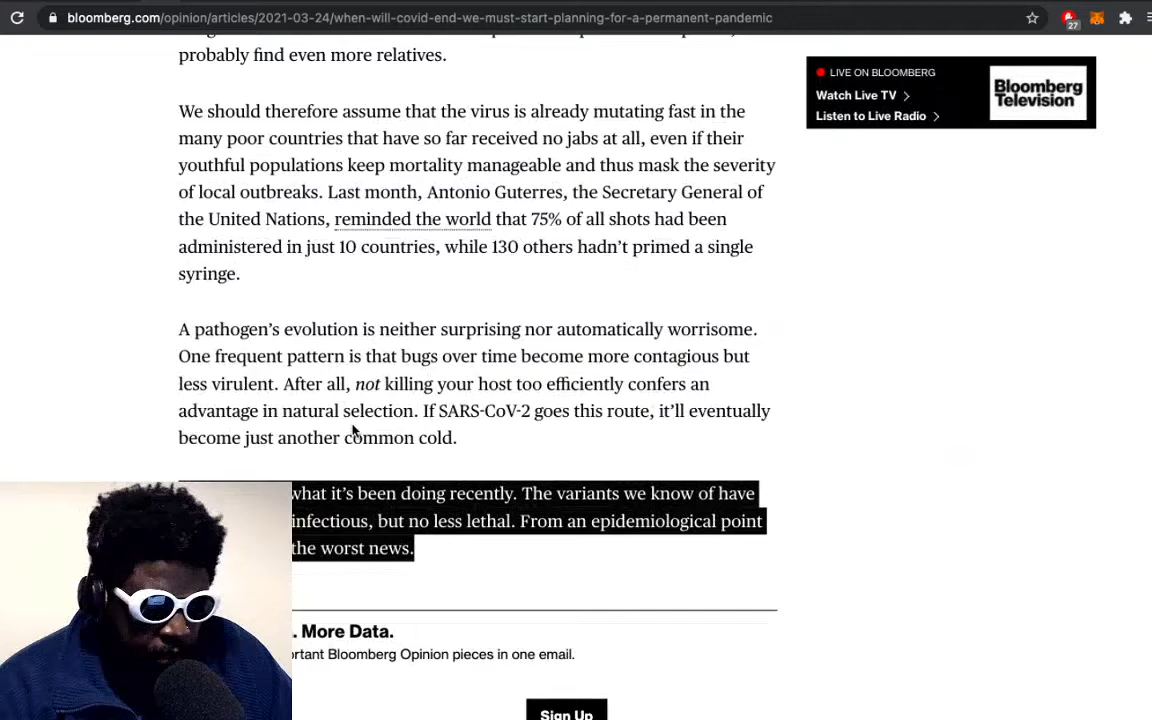 bloomberg.com/opinion/articles/2021-03-24/when-will-covid-end-we-must-start-planning-for-a-permanent-pandemic
27
probably find even more relatives.
LIVE ON BLOOMBERG
Watch Live TV
Listen to Live Radio
Bloomberg
Television
We should therefore assume that the virus is already mutating fast in the
many poor countries that have so far received no jabs at all, even if their
youthful populations keep mortality manageable and thus mask the severity
of local outbreaks. Last month, Antonio Guterres, the Secretary General of
the United Nations, reminded the world that 75% of all shots had been
administered in just 10 countries, while 130 others hadn’t primed a single
syringe.
A pathogen’s evolution is neither surprising nor automatically worrisome.
One frequent pattern is that bugs over time become more contagious but
less virulent. After all, not killing your host too efficiently confers an
advantage in natural selection. If SARS-CoV-2 goes this route, it’ll eventually
become just another common cold.
what it’s been doing recently. The variants we know of have
infectious, but no less lethal. From an epidemiological point
the worst news.
. More Data.
Bloomberg Opinion pieces in one email.
Sign Up